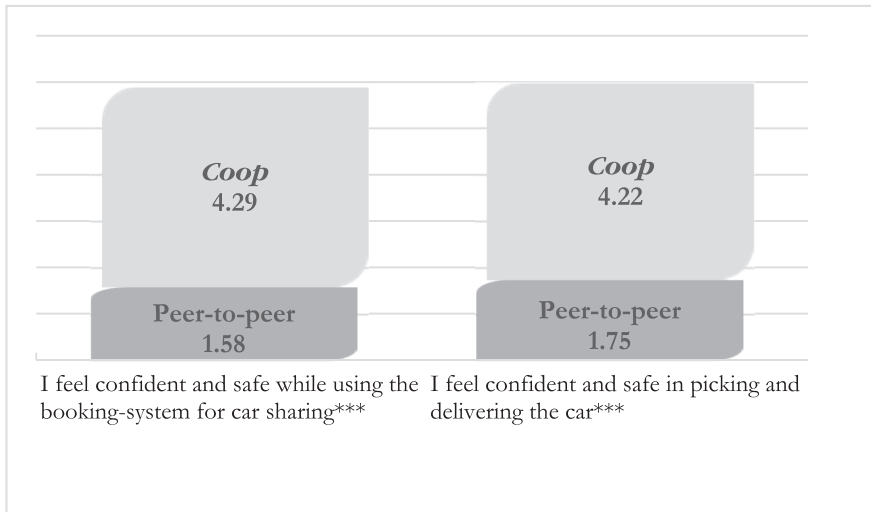 Coop
4.29
Coop
4.22
Peer-to-peer
1.58
Peer-to-peer
1.75
I feel confident and safe while using the
booking-system for car sharing***
I feel confident and safe in picking and
delivering the car***